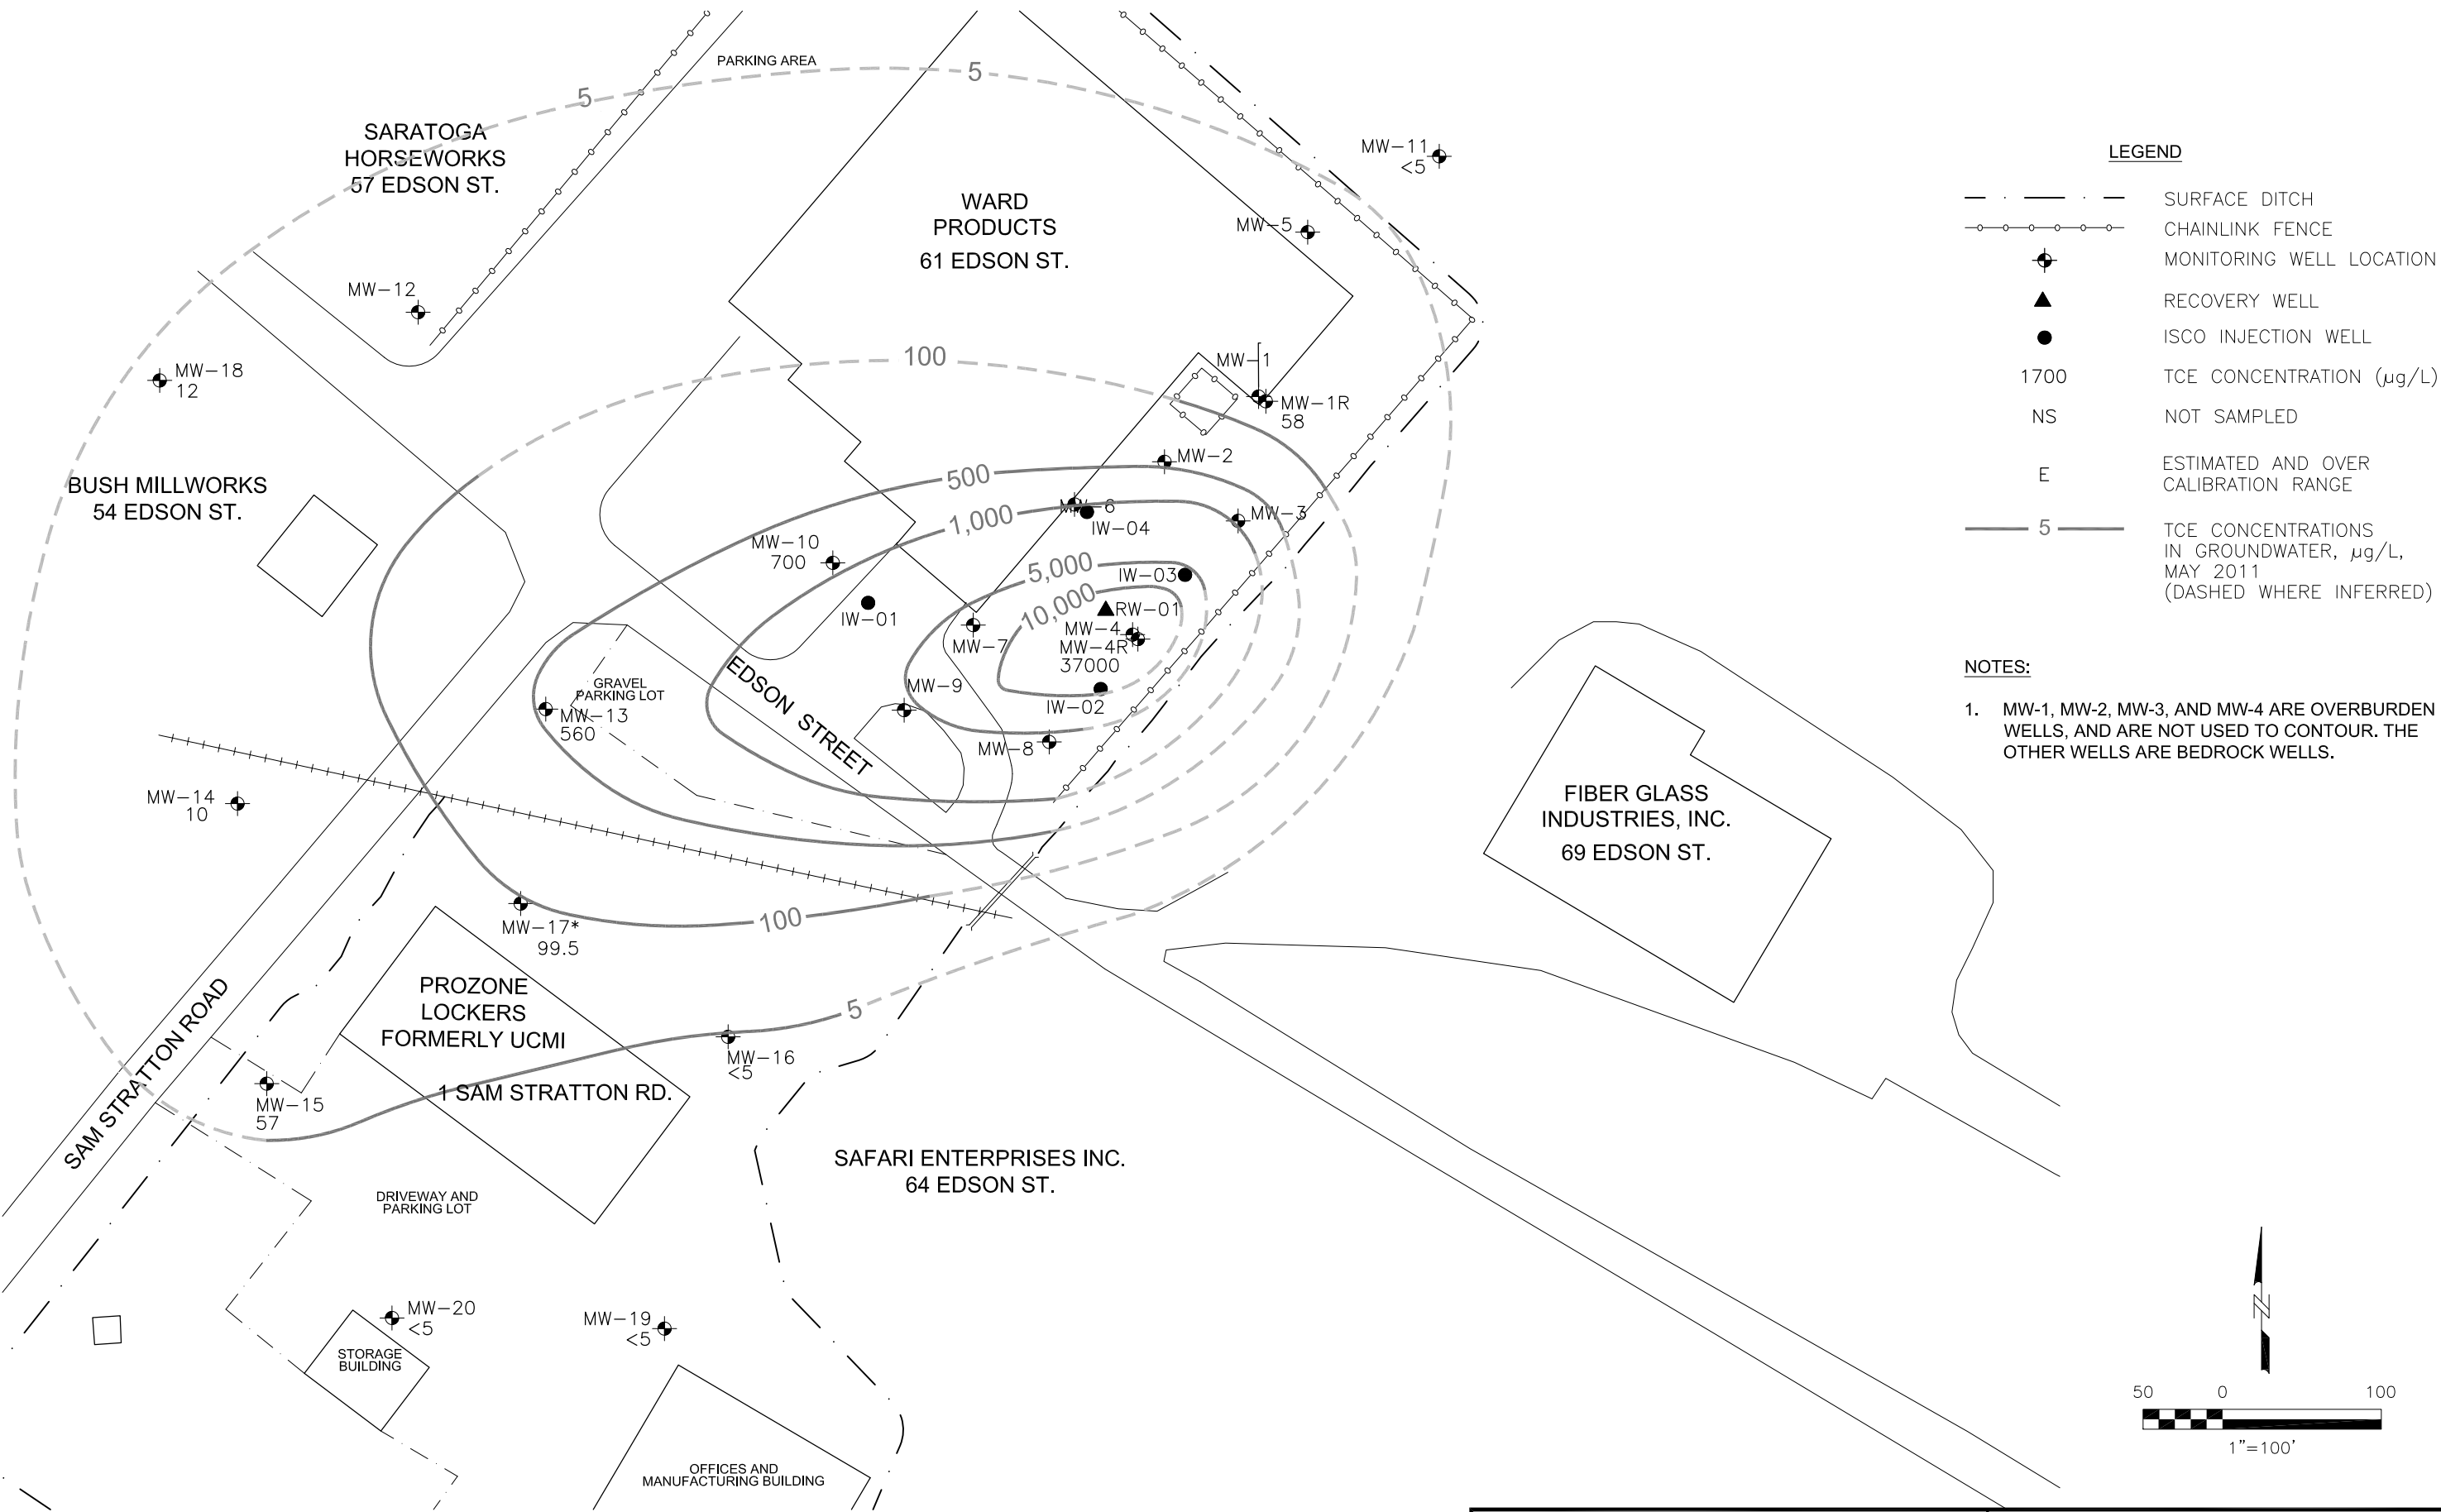 PARKING AREA
5
5
SARATOGA
HORSEWORKS
57 EDSON ST.
WARD
PRODUCTS
61 EDSON ST.
MW-11
<5
MW-5
MW-12
MW-18
12
100
MW-1
MW-1R
58
BUSH MILLWORKS
54 EDSON ST.
500
MW-2
1,000
MW-6
IW-04
MW-3
MW-10
700
5,000
IW-03
IW-01
10,000
RW-01
MW-4
MW-4R
37000
MW-7
EDSON STREET
GRAVEL
PARKING LOT
MW-13
560
MW-9
IW-02
MW-8
MW-14
10
FIBER GLASS
INDUSTRIES, INC.
69 EDSON ST.
MW-17*
99.5
100
PROZONE
LOCKERS
FORMERLY UCMI
1 SAM STRATTON RD.
5
SAM STRATTON ROAD
MW-16
<5
MW-15
57
SAFARI ENTERPRISES INC.
64 EDSON ST.
DRIVEWAY AND
PARKING LOT
MW-20
<5
MW-19
<5
STORAGE
BUILDING
OFFICES AND
MANUFACTURING BUILDING
LEGEND
SURFACE DITCH
CHAINLINK FENCE
MONITORING WELL LOCATION
RECOVERY WELL
ISCO INJECTION WELL
1700 TCE CONCENTRATION (µg/L)
NS NOT SAMPLED
E ESTIMATED AND OVER
CALIBRATION RANGE
5 TCE CONCENTRATIONS
IN GROUNDWATER, µg/L,
MAY 2011
(DASHED WHERE INFERRED)
NOTES:
1. MW-1, MW-2, MW-3, AND MW-4 ARE OVERBURDEN
WELLS, AND ARE NOT USED TO CONTOUR. THE
OTHER WELLS ARE BEDROCK WELLS.
N
50 0 100
1"=100'